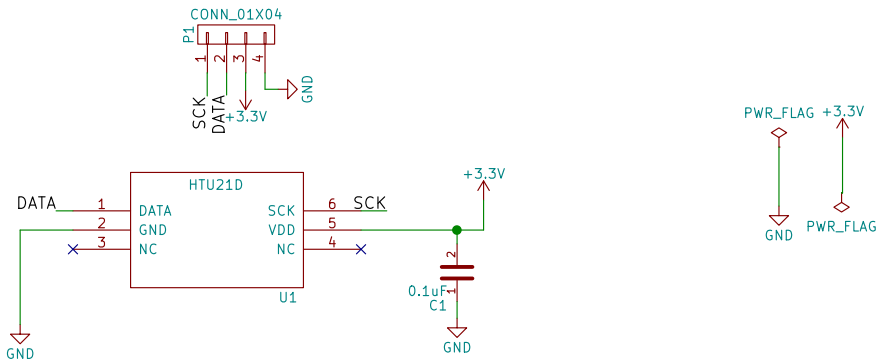 CONN_01X04
P1
1
2
3
4
SCK
DATA
+3.3V
GND
PWR_FLAG
+3.3V
GND
PWR_FLAG
HTU21D
DATA
1
DATA
SCK
6
SCK
2
GND
VDD
5
3
NC
NC
4
U1
+3.3V
2
0.1uF
1
C1
GND
GND